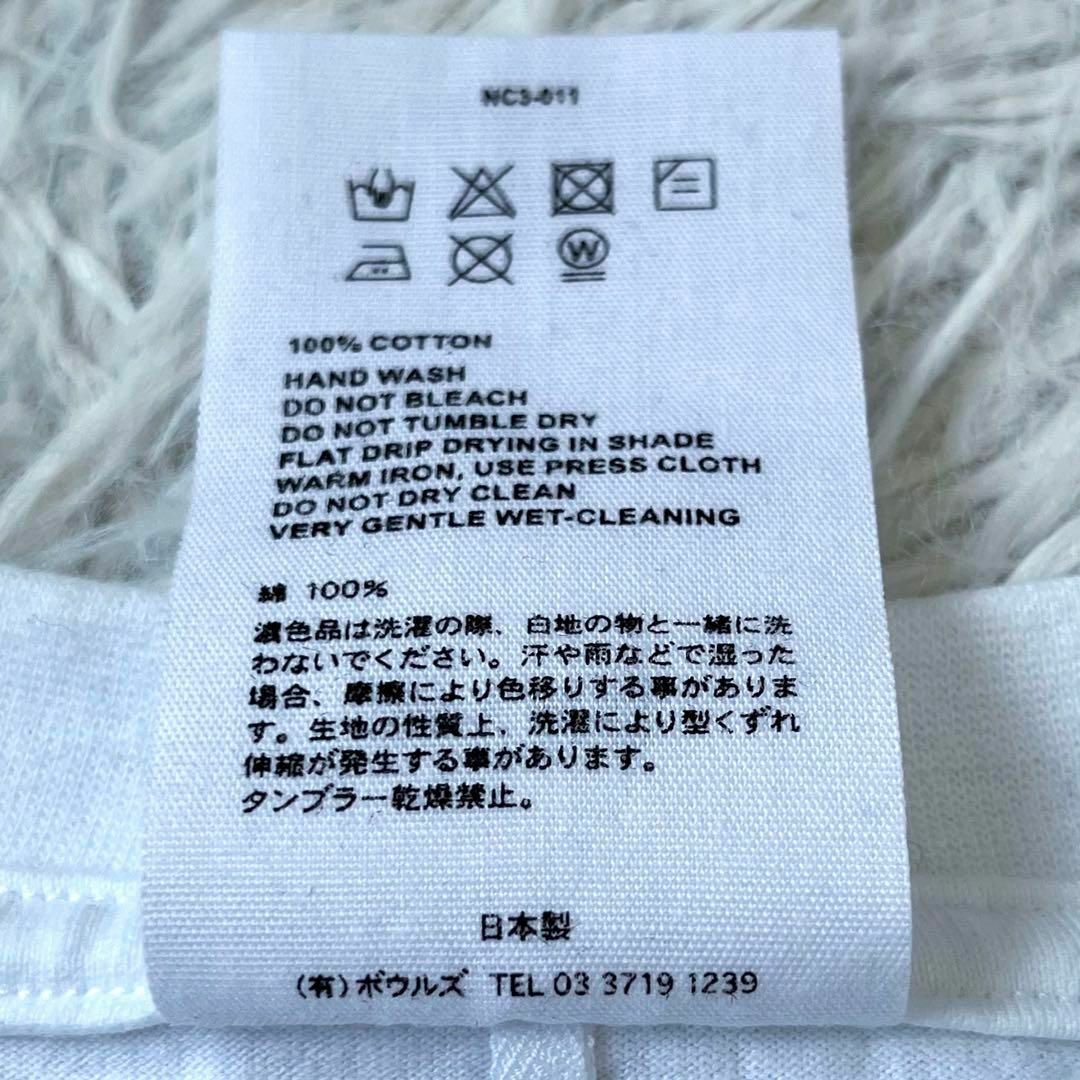 NC3-011
W
100% COTTON
HAND WASH
DO NOT BLEACH
DO NOT TUMBLE DRY
FLAT DRIP DRYING IN SHADE
WARM IRON, USE PRESS CLOTH
DO NOT DRY CLEAN
VERY GENTLE WET-CLEANING
綿 100%
濃色品は洗濯の際、白地の物と一緒に洗
わないでください。汗や雨などで湿った
場合、摩擦により色移りする事がありま
す。生地の性質上、洗濯により型くずれ
伸縮が発生する事があります。
タンブラー乾燥禁止。
日本製
(有)ボウルズ TEL 03 3719 1239